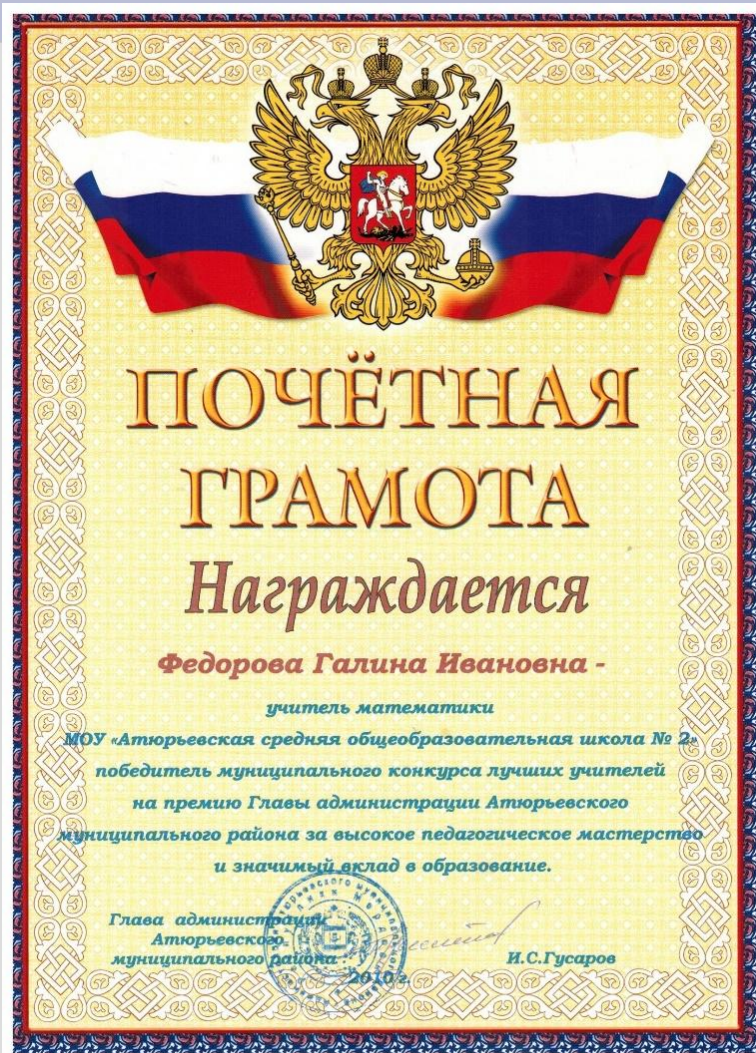 ПОЧЁТНАЯ
ГРАМОТА
Награждается
Федорова Галина Ивановна -
учитель математики
МОУ «Атюрьевская средняя общеобразовательная школа № 2»
победитель муниципального конкурса лучших учителей
на премию Главы администрации Атюрьевского
муниципального района за высокое педагогическое мастерство
и значимый вклад в образование.
Глава администрации
Атюрьевского
муниципального района И.С.Гусаров
2010 г.